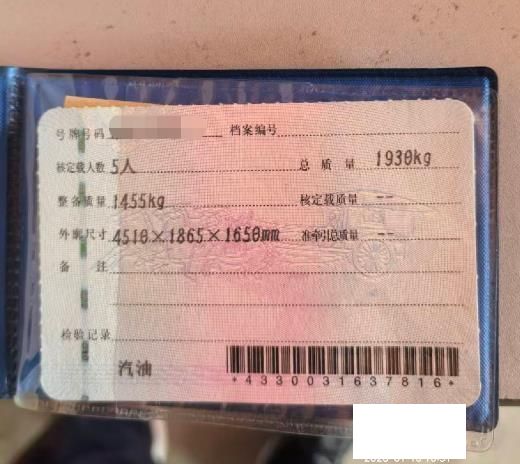 号牌号码 档案编号
核定载人数 5人 总质量 1930kg
整备质量 1455kg 核定载质量 --
外廓尺寸 4510×1865×1650mm 准牵引总质量 --
备注
检验记录
汽油
*4330031637816*